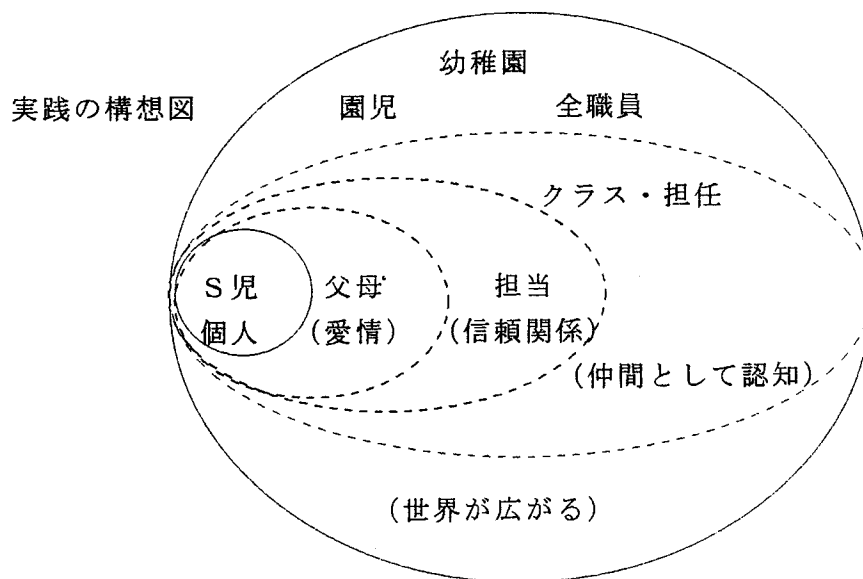 幼稚園
実践の構想図
園児
全職員
クラス・担任
S児 父母 担当
個人 (愛情) (信頼関係)
(仲間として認知)
(世界が広がる)